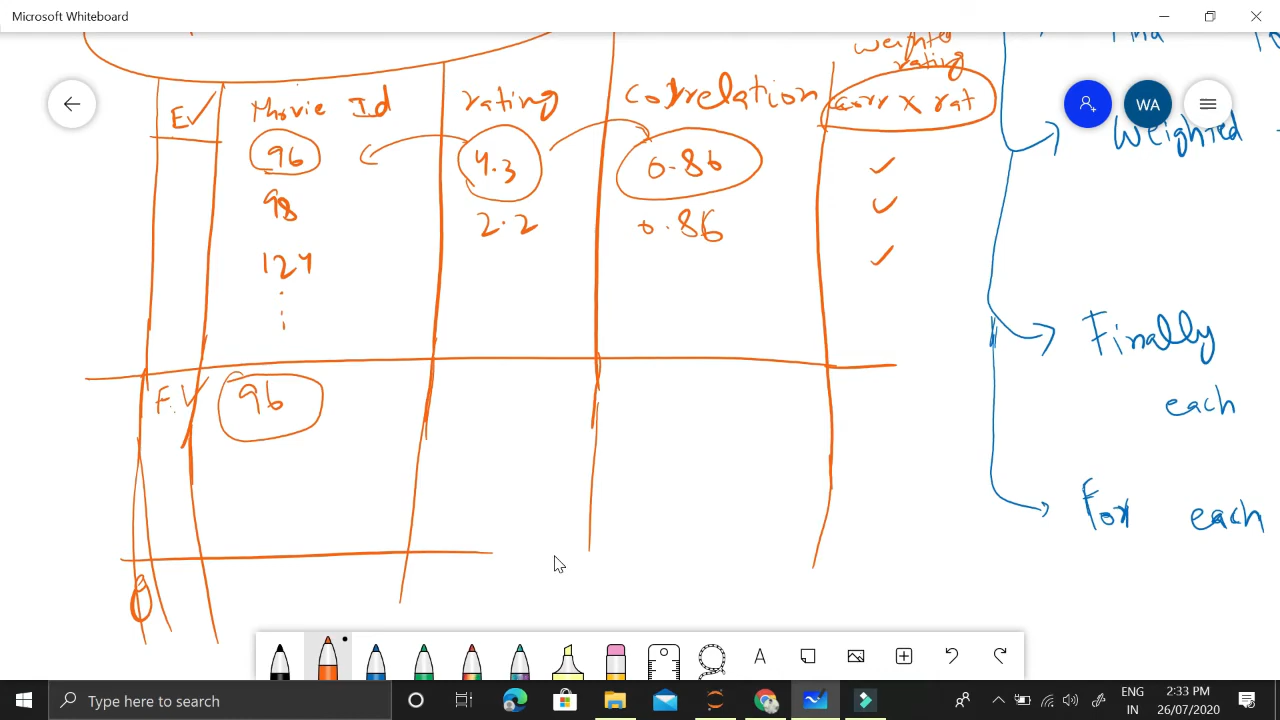 Microsoft Whiteboard
weighted
rating
E Movie Id rating correlation corr x rat
WA
Weighted
96 4.3 0.86
98 2.2 0.86
124
Finally
F. 96
each
For each
A
Type here to search
ENG
IN
2:33 PM
26/07/2020